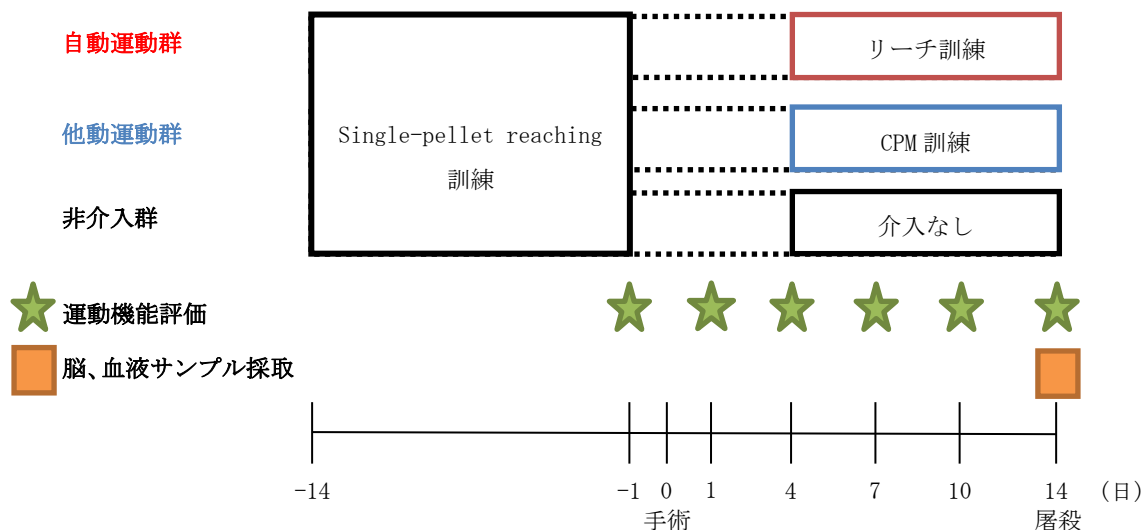 自動運動群
リーチ訓練
他動運動群
Single-pellet reaching
訓練
CPM 訓練
非介入群
介入なし
運動機能評価
脳、血液サンプル採取
-14 -1 0 1 4 7 10 14 (日)
手術 屠殺